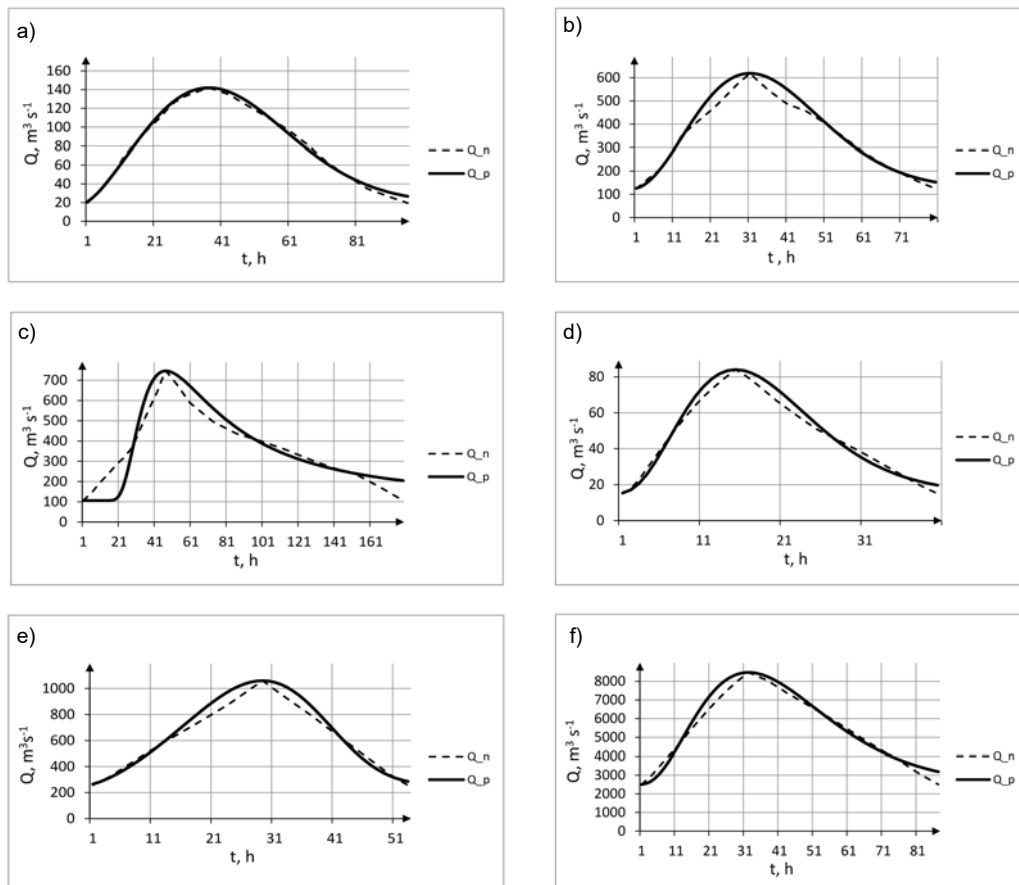 a)
160
140
120
100
80
60
40
20
0
Q, m³ s⁻¹
1 21 41 61 81
t, h
Q_n
Q_p
b)
600
500
400
300
200
100
0
Q, m³ s⁻¹
1 11 21 31 41 51 61 71
t , h
Q_n
Q_p
c)
700
600
500
400
300
200
100
0
Q, m³ s⁻¹
1 21 41 61 81 101 121 141 161
t, h
Q_n
Q_p
d)
80
60
40
20
0
Q, m³ s⁻¹
1 11 21 31
t, h
Q_n
Q_p
e)
1000
800
600
400
200
0
Q, m³s⁻¹
1 11 21 31 41 51
t, h
Q_n
Q_p
f)
8000
7000
6000
5000
4000
3000
2000
1000
0
Q, m³ s⁻¹
1 11 21 31 41 51 61 71 81
t, h
Q_n
Q_p